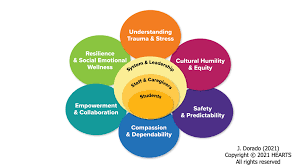 Understanding
Trauma & Stress
Resilience
& Social Emotional
Wellness
Cultural Humility
& Equity
System & Leadership
Staff & Caregivers
Students
Empowerment
& Collaboration
Safety
& Predictability
Compassion
& Dependability
J. Dorado (2021)
Copyright © 2021 HEARTS
All rights reserved